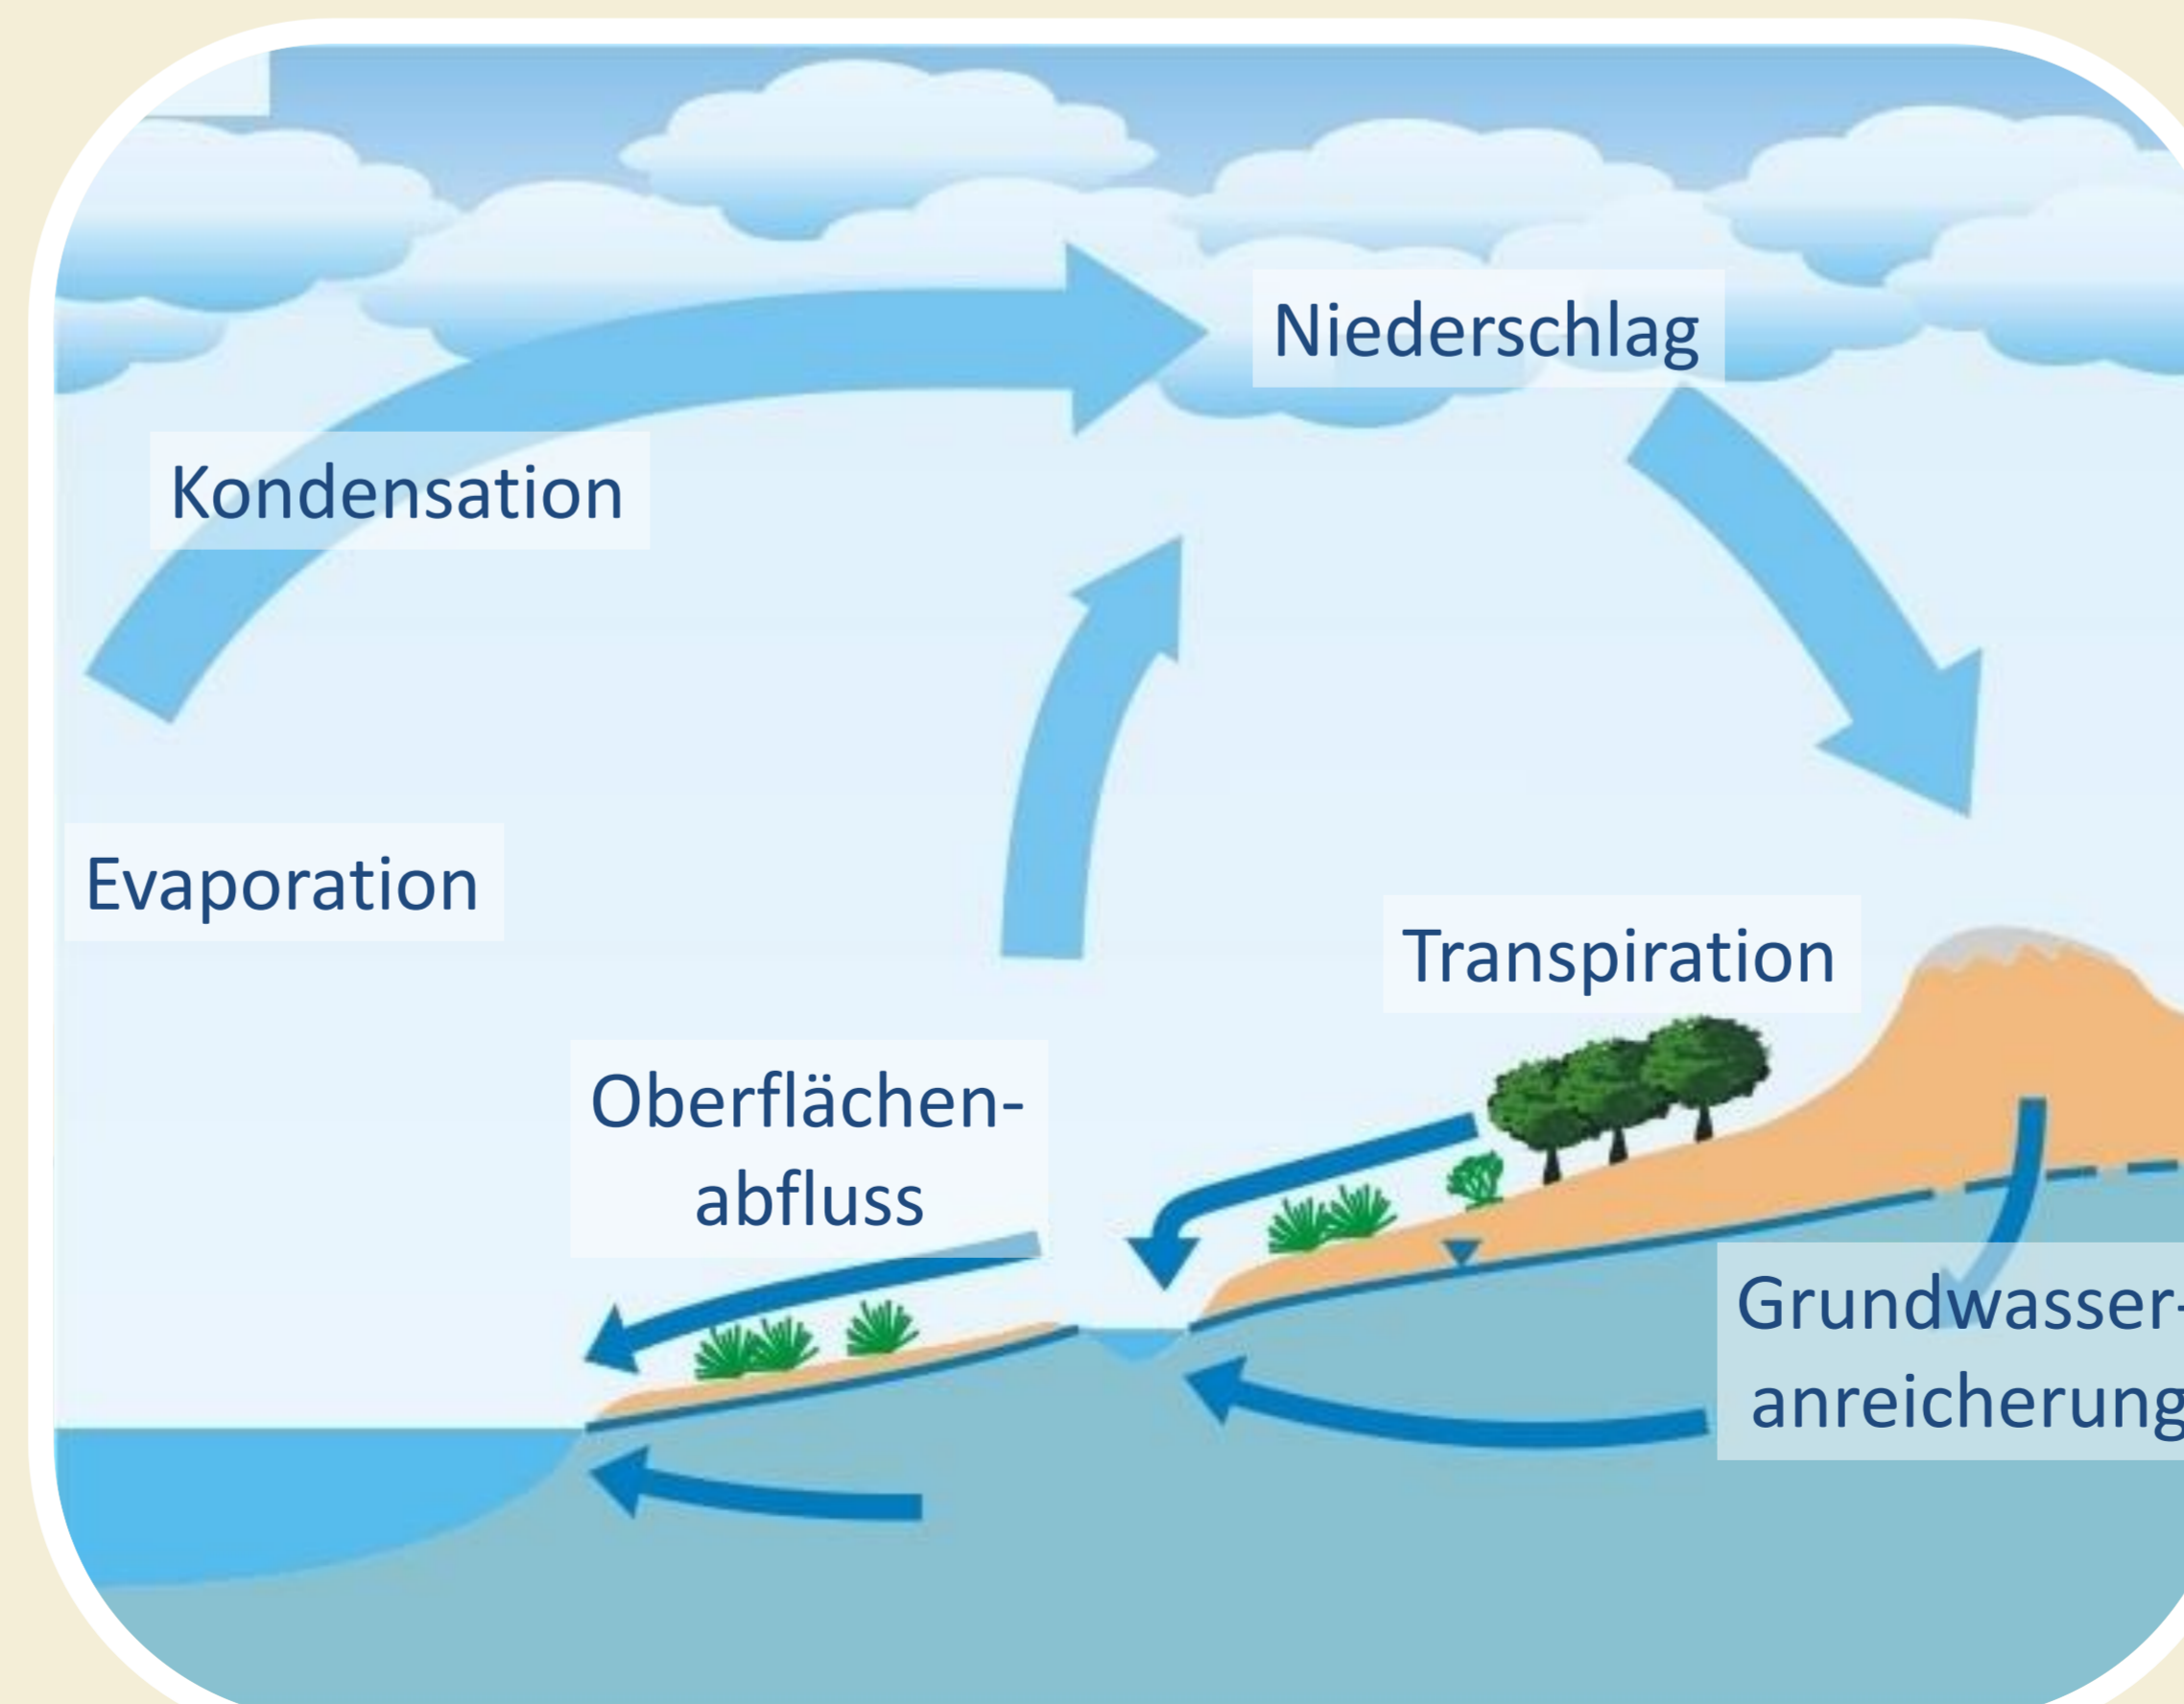 Niederschlag
Kondensation
Evaporation
Transpiration
Oberflächen-
abfluss
Grundwasser-
anreicherung